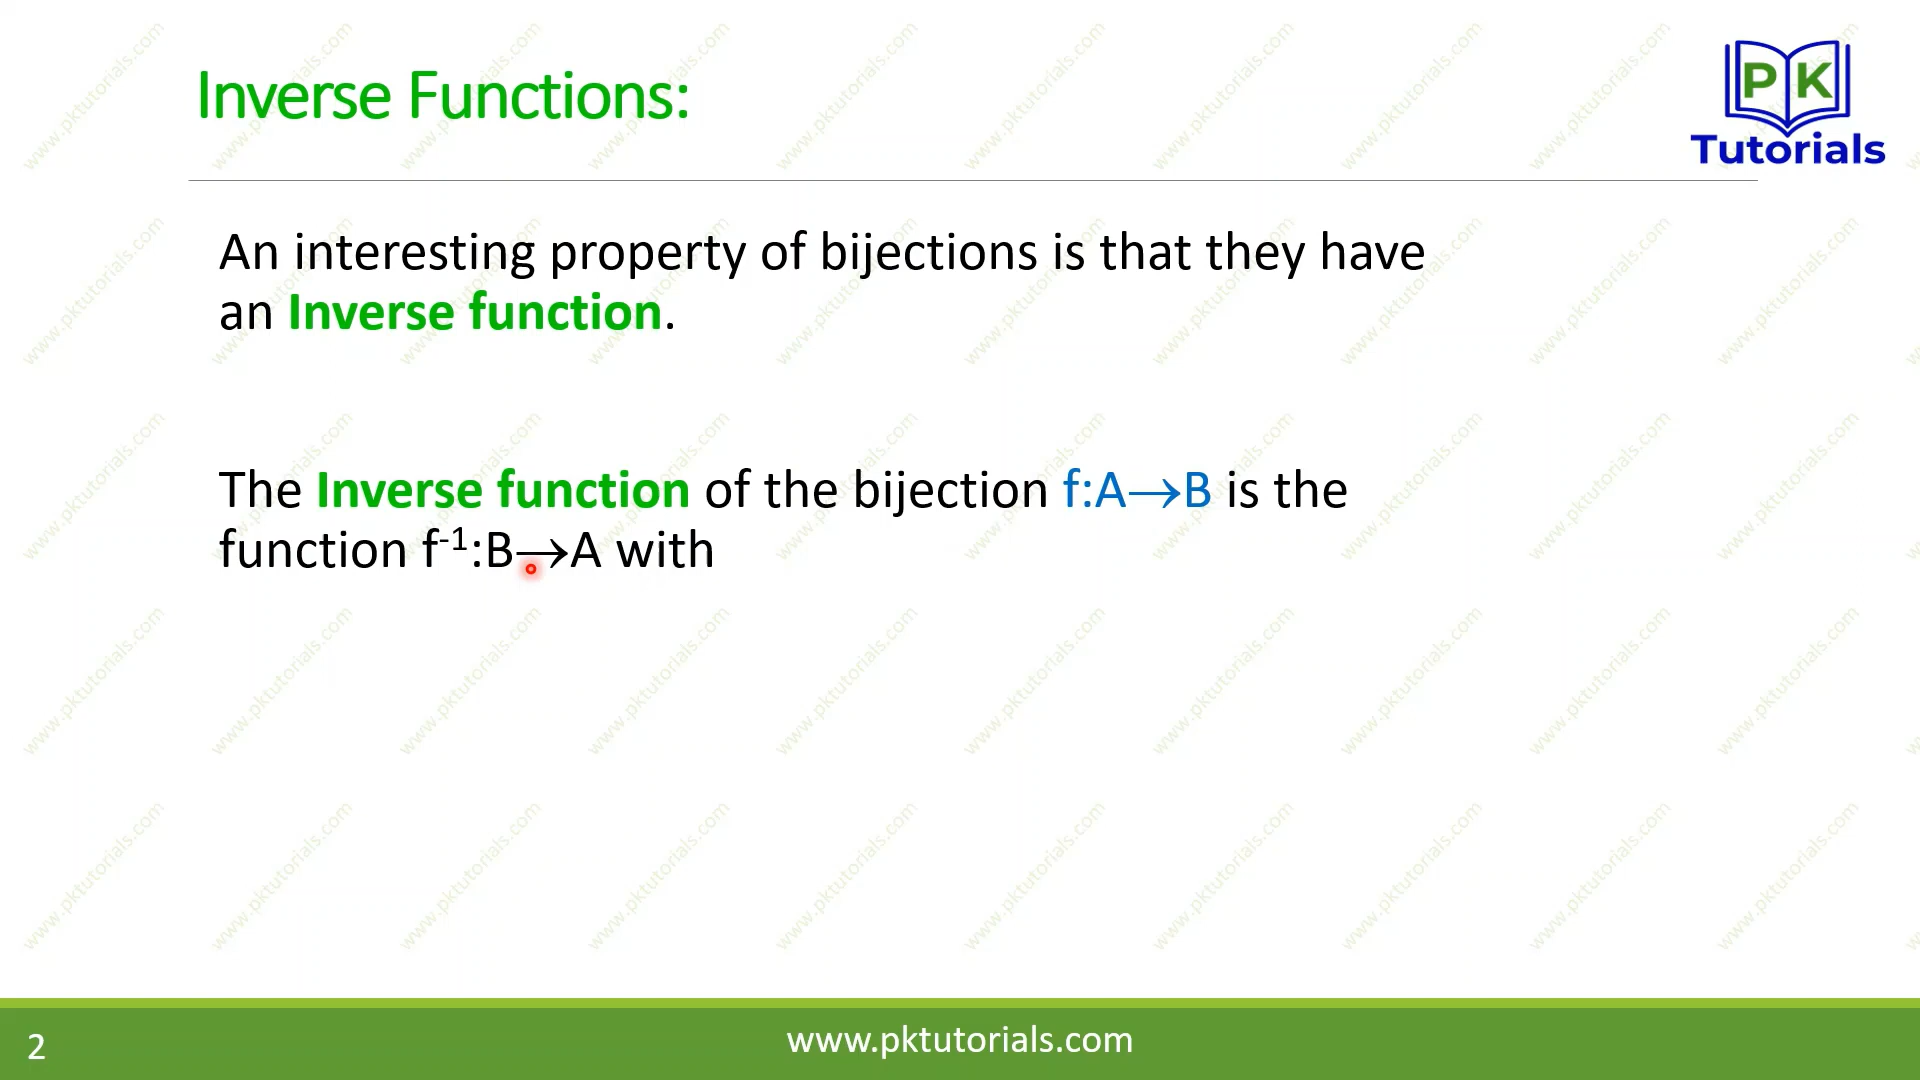 Inverse Functions:
P K
Tutorials
An interesting property of bijections is that they have
an Inverse function.
The Inverse function of the bijection f:A→B is the
function f⁻¹:B→A with
2
www.pktutorials.com